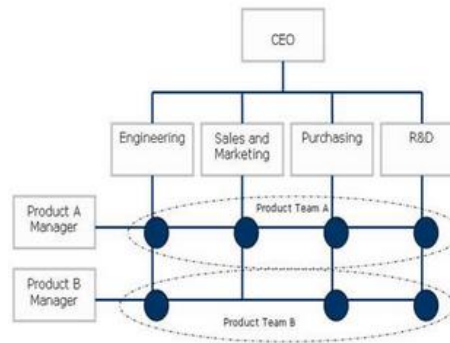 CEO
Engineering
Sales and
Marketing
Purchasing
R&D
Product A
Manager
Product Team A
Product B
Manager
Product Team B